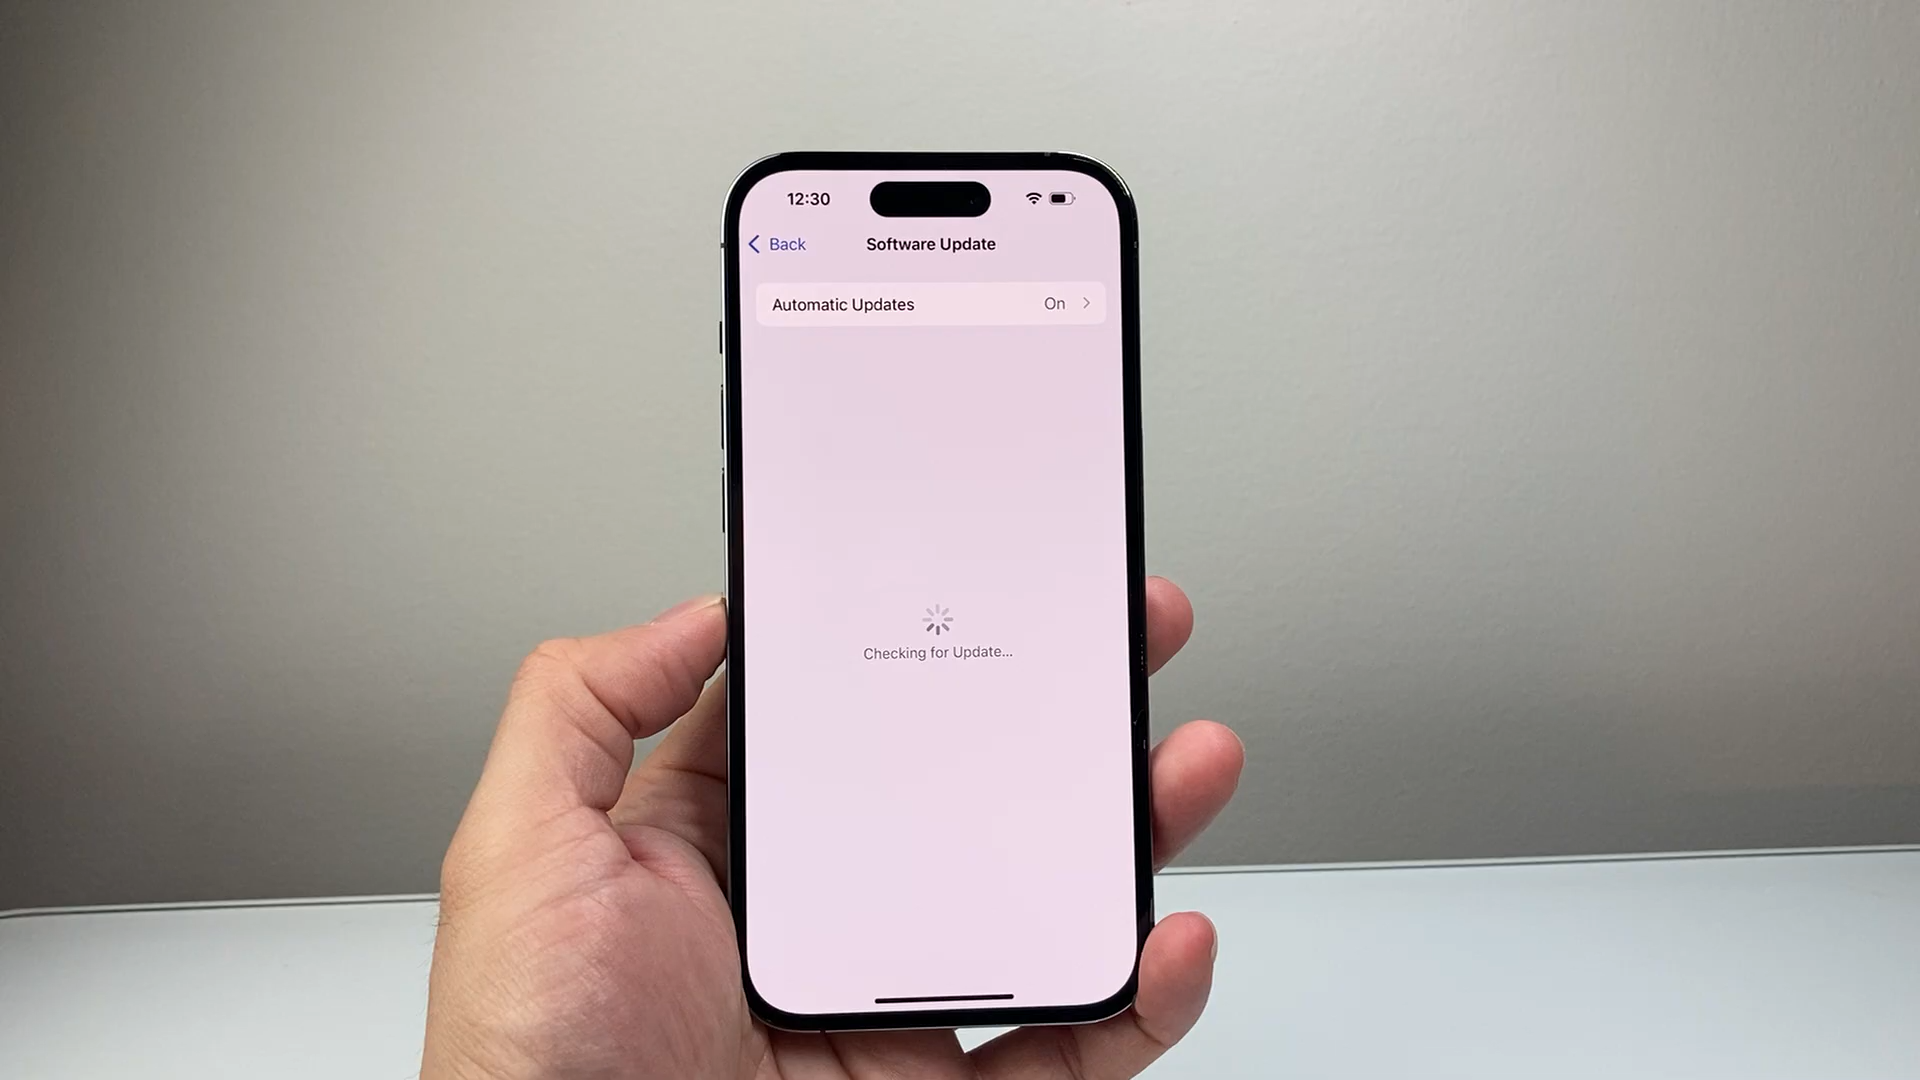 12:30
Back
Software Update
Automatic Updates On
Checking for Update...